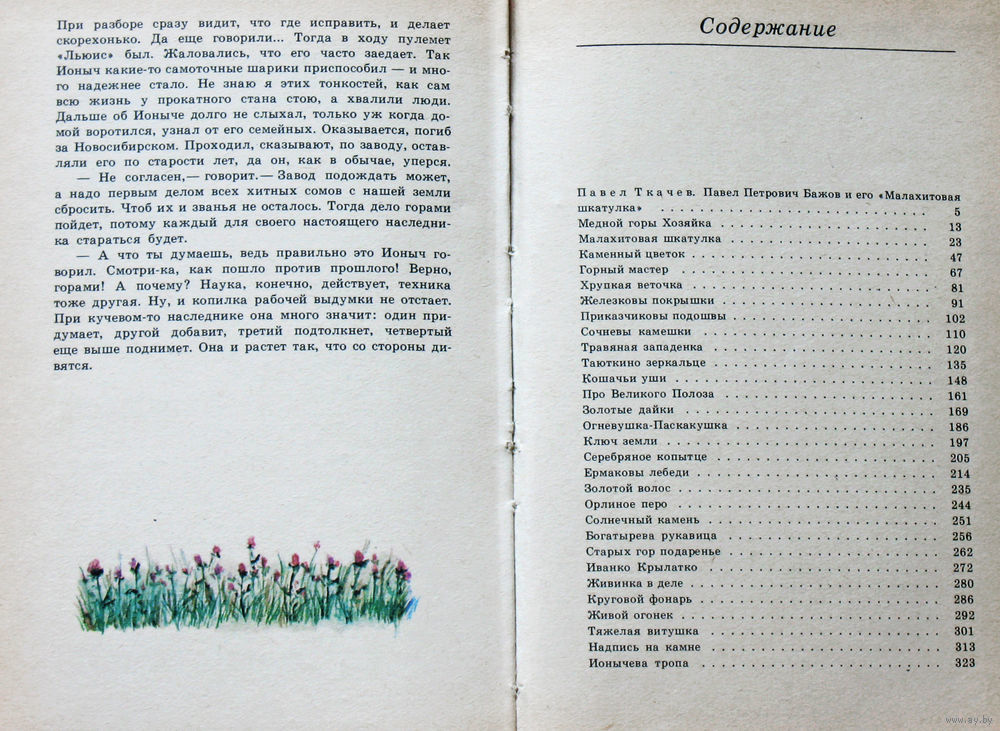 При разборе сразу видит, что где исправить, и делает
скорехонько. Да еще говорили... Тогда в ходу пулемет
«Льюис» был. Жаловались, что его часто заедает. Так
Ионыч какие-то самоточные шарики приспособил — и мно-
го надежнее стало. Не знаю я этих тонкостей, как сам
всю жизнь у прокатного стана стою, а хвалили люди.
Дальше об Ионыче долго не слыхал, только уж когда до-
мой воротился, узнал от его семейных. Оказывается, погиб
за Новосибирском. Проходил, сказывают, по заводу, остав-
ляли его по старости лет, да он, как в обычае, уперся.
— Не согласен,— говорит.— Завод подождать может,
а надо первым делом всех хитных сомов с нашей земли
сбросить. Чтоб их и званья не осталось. Тогда дело горами
пойдет, потому каждый для своего настоящего наследни-
ка стараться будет.
— А что ты думаешь, ведь правильно это Ионыч го-
ворил. Смотри-ка, как пошло против прошлого! Верно,
горами! А почему? Наука, конечно, действует, техника
тоже другая. Ну, и копилка рабочей выдумки не отстает.
При кучевом-то наследнике она много значит: один при-
думает, другой добавит, третий подтолкнет, четвертый
еще выше поднимет. Она и растет так, что со стороны ди-
вятся.
Содержание
Павел Ткачев. Павел Петрович Бажов и его «Малахитовая
шкатулка» . . . . . . . . . . . . . . . . . . . . 5
Медной горы Хозяйка . . . . . . . . . . . . . . . . 13
Малахитовая шкатулка . . . . . . . . . . . . . . . . 23
Каменный цветок . . . . . . . . . . . . . . . . . . 47
Горный мастер . . . . . . . . . . . . . . . . . . . 67
Хрупкая веточка . . . . . . . . . . . . . . . . . . 81
Железковы покрышки . . . . . . . . . . . . . . . . 91
Приказчиковы подошвы . . . . . . . . . . . . . . . 102
Сочневы камешки . . . . . . . . . . . . . . . . . . 110
Травяная западенка . . . . . . . . . . . . . . . . 120
Таюткино зеркальце . . . . . . . . . . . . . . . . 135
Кошачьи уши . . . . . . . . . . . . . . . . . . . . 148
Про Великого Полоза . . . . . . . . . . . . . . . . 161
Золотые дайки . . . . . . . . . . . . . . . . . . . 169
Огневушка-Паскакушка . . . . . . . . . . . . . . . 186
Ключ земли . . . . . . . . . . . . . . . . . . . . 197
Серебряное копытце . . . . . . . . . . . . . . . . 205
Ермаковы лебеди . . . . . . . . . . . . . . . . . . 214
Золотой волос . . . . . . . . . . . . . . . . . . . 235
Орлиное перо . . . . . . . . . . . . . . . . . . . 244
Солнечный камень . . . . . . . . . . . . . . . . . 251
Богатырева рукавица . . . . . . . . . . . . . . . . 256
Старых гор подаренье . . . . . . . . . . . . . . . 262
Иванко Крылатко . . . . . . . . . . . . . . . . . . 272
Живинка в деле . . . . . . . . . . . . . . . . . . 280
Круговой фонарь . . . . . . . . . . . . . . . . . . 286
Живой огонек . . . . . . . . . . . . . . . . . . . 292
Тяжелая витушка . . . . . . . . . . . . . . . . . . 301
Надпись на камне . . . . . . . . . . . . . . . . . 313
Ионычева тропа . . . . . . . . . . . . . . . . . . 323
www.ay.by